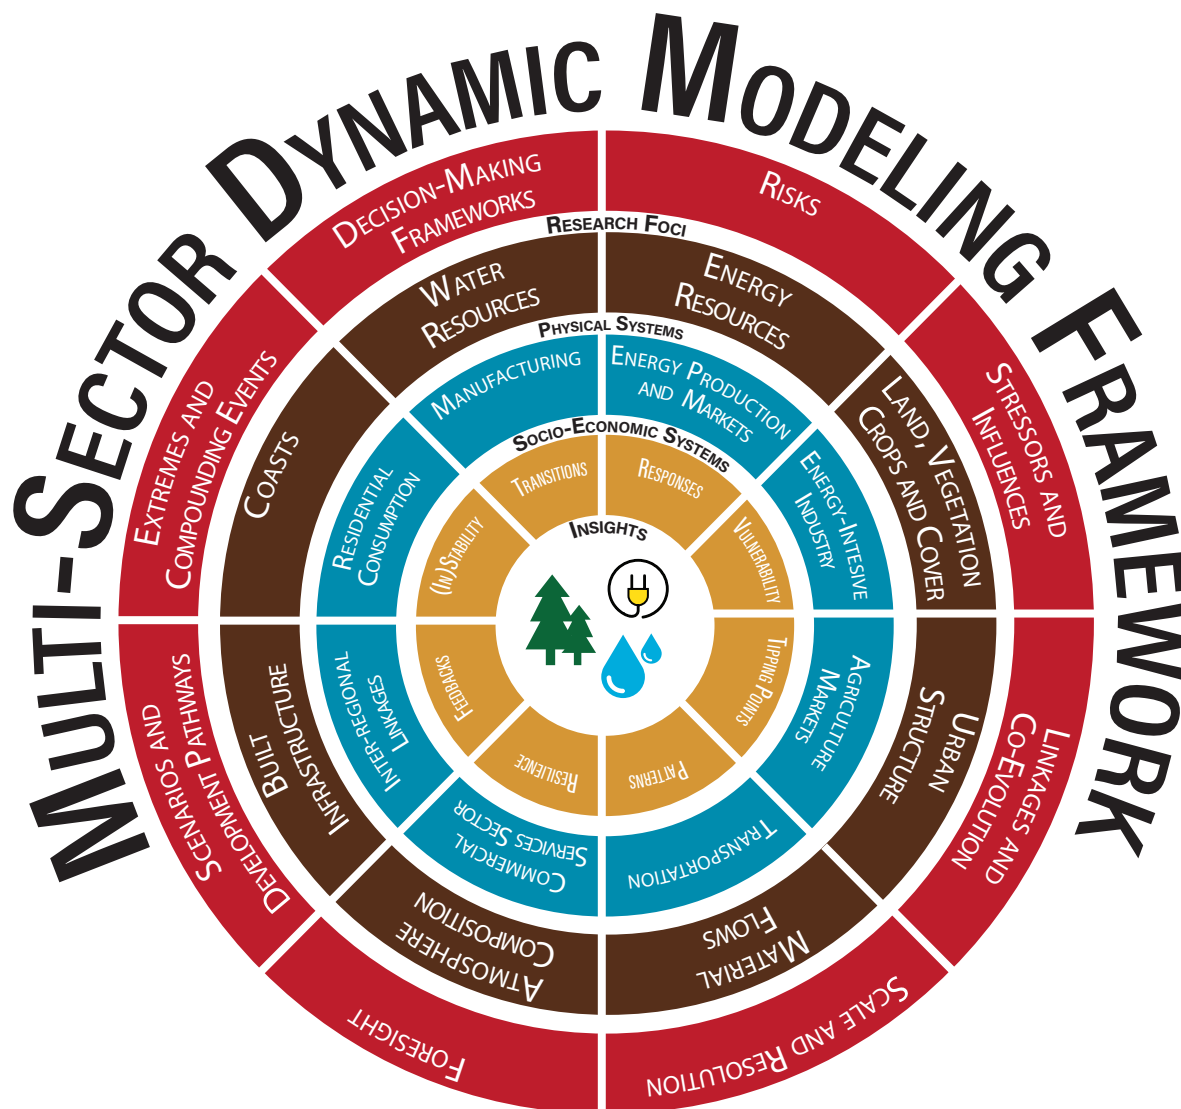 Multi-Sector Dynamic Modeling Framework
Research Foci
Decision-Making
Frameworks
Risks
Stressors and
Influences
Linkages and
Co-Evolution
Scale and Resolution
Foresight
Scenarios and
Development Pathways
Extremes and
Compounding Events
Physical Systems
Water
Resources
Energy
Resources
Land, Vegetation
Crops and Cover
Urban
Structure
Material
Flows
Atmosphere
Composition
Built
Infrastructure
Coasts
Socio-Economic Systems
Manufacturing
Energy Production
and Markets
Energy-Intesive
Industry
Agriculture
Markets
Transportation
Commercial
Services Sector
Inter-regional
Linkages
Residential
Consumption
Insights
Transitions
Responses
Vulnerability
Tipping Points
Patterns
Resilience
Feedbacks
(In)Stability